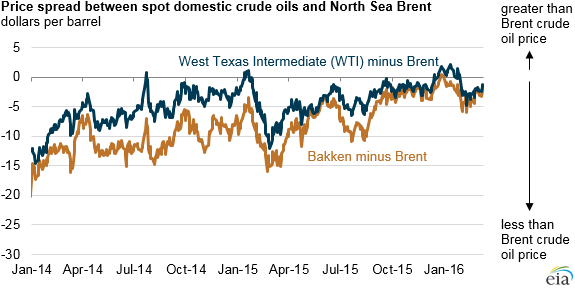 Price spread between spot domestic crude oils and North Sea Brent
dollars per barrel
greater than
Brent crude
oil price
5
0
-5
-10
-15
-20
-25
-30
West Texas Intermediate (WTI) minus Brent
Bakken minus Brent
Jan-14 Apr-14 Jul-14 Oct-14 Jan-15 Apr-15 Jul-15 Oct-15 Jan-16
less than
Brent crude
oil price
eia